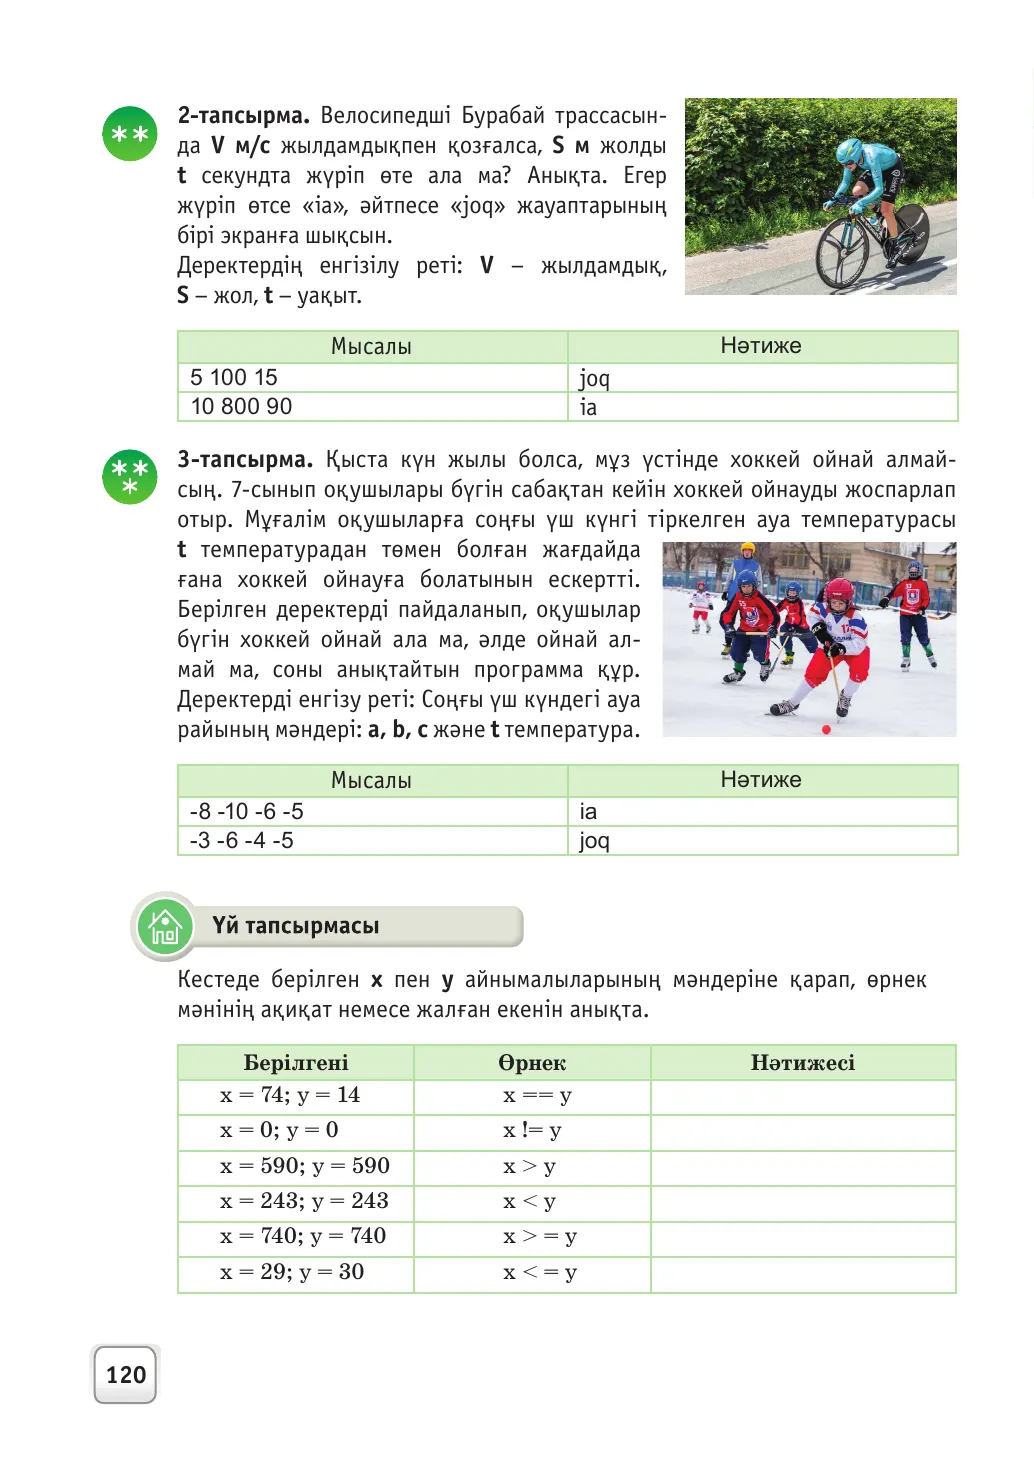 2-тапсырма. Велосипедші Бурабай трассасын-
да V м/с жылдамдықпен қозғалса, S м жолды
t секундта жүріп өте ала ма? Анықта. Егер
жүріп өтсе «ia», әйтпесе «joq» жауаптарының
бірі экранға шықсын.
Деректердің енгізілу реті: V – жылдамдық,
S – жол, t – уақыт.
Мысалы Нәтиже
5 100 15 joq
10 800 90 ia
3-тапсырма. Қыста күн жылы болса, мұз үстінде хоккей ойнай алмай-
сың. 7-сынып оқушылары бүгін сабақтан кейін хоккей ойнауды жоспарлап
отыр. Мұғалім оқушыларға соңғы үш күнгі тіркелген ауа температурасы
t температурадан төмен болған жағдайда
ғана хоккей ойнауға болатынын ескертті.
Берілген деректерді пайдаланып, оқушылар
бүгін хоккей ойнай ала ма, әлде ойнай ал-
май ма, соны анықтайтын программа құр.
Деректерді енгізу реті: Соңғы үш күндегі ауа
райының мәндері: a, b, c және t температура.
Мысалы Нәтиже
-8 -10 -6 -5 ia
-3 -6 -4 -5 joq
Үй тапсырмасы
Кестеде берілген x пен y айнымалыларының мәндеріне қарап, өрнек
мәнінің ақиқат немесе жалған екенін анықта.
Берілгені Өрнек Нәтижесі
x = 74; y = 14 x == y
x = 0; y = 0 x != y
x = 590; y = 590 x > y
x = 243; y = 243 x < y
x = 740; y = 740 x > = y
x = 29; y = 30 x < = y
120